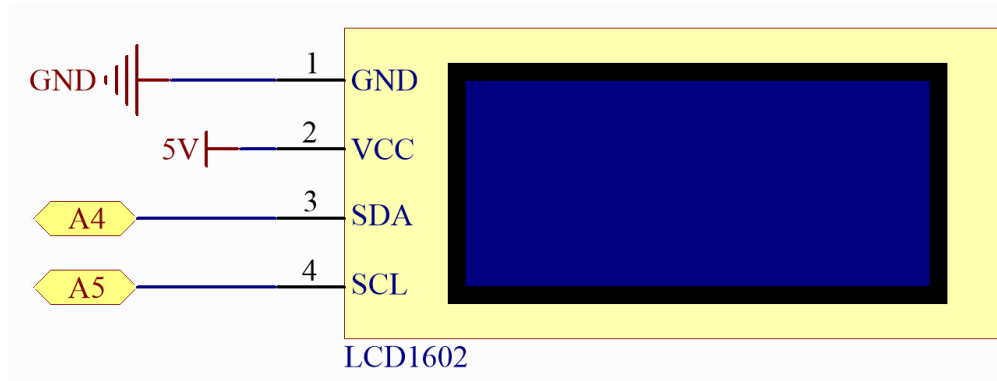 GND 1 GND
5V 2 VCC
A4 3 SDA
A5 4 SCL
LCD1602